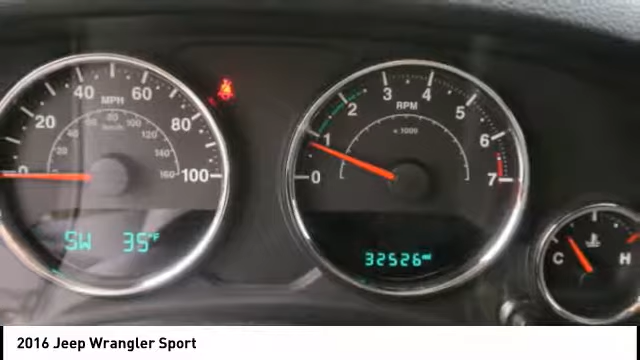 40 MPH 60
20 80
0 100
40 60 80 100 120
km/h 140
20 160
SW 35°F
3 4
2 RPM 5
1 x 1000 6
0 7
32526 mi
C H
2016 Jeep Wrangler Sport